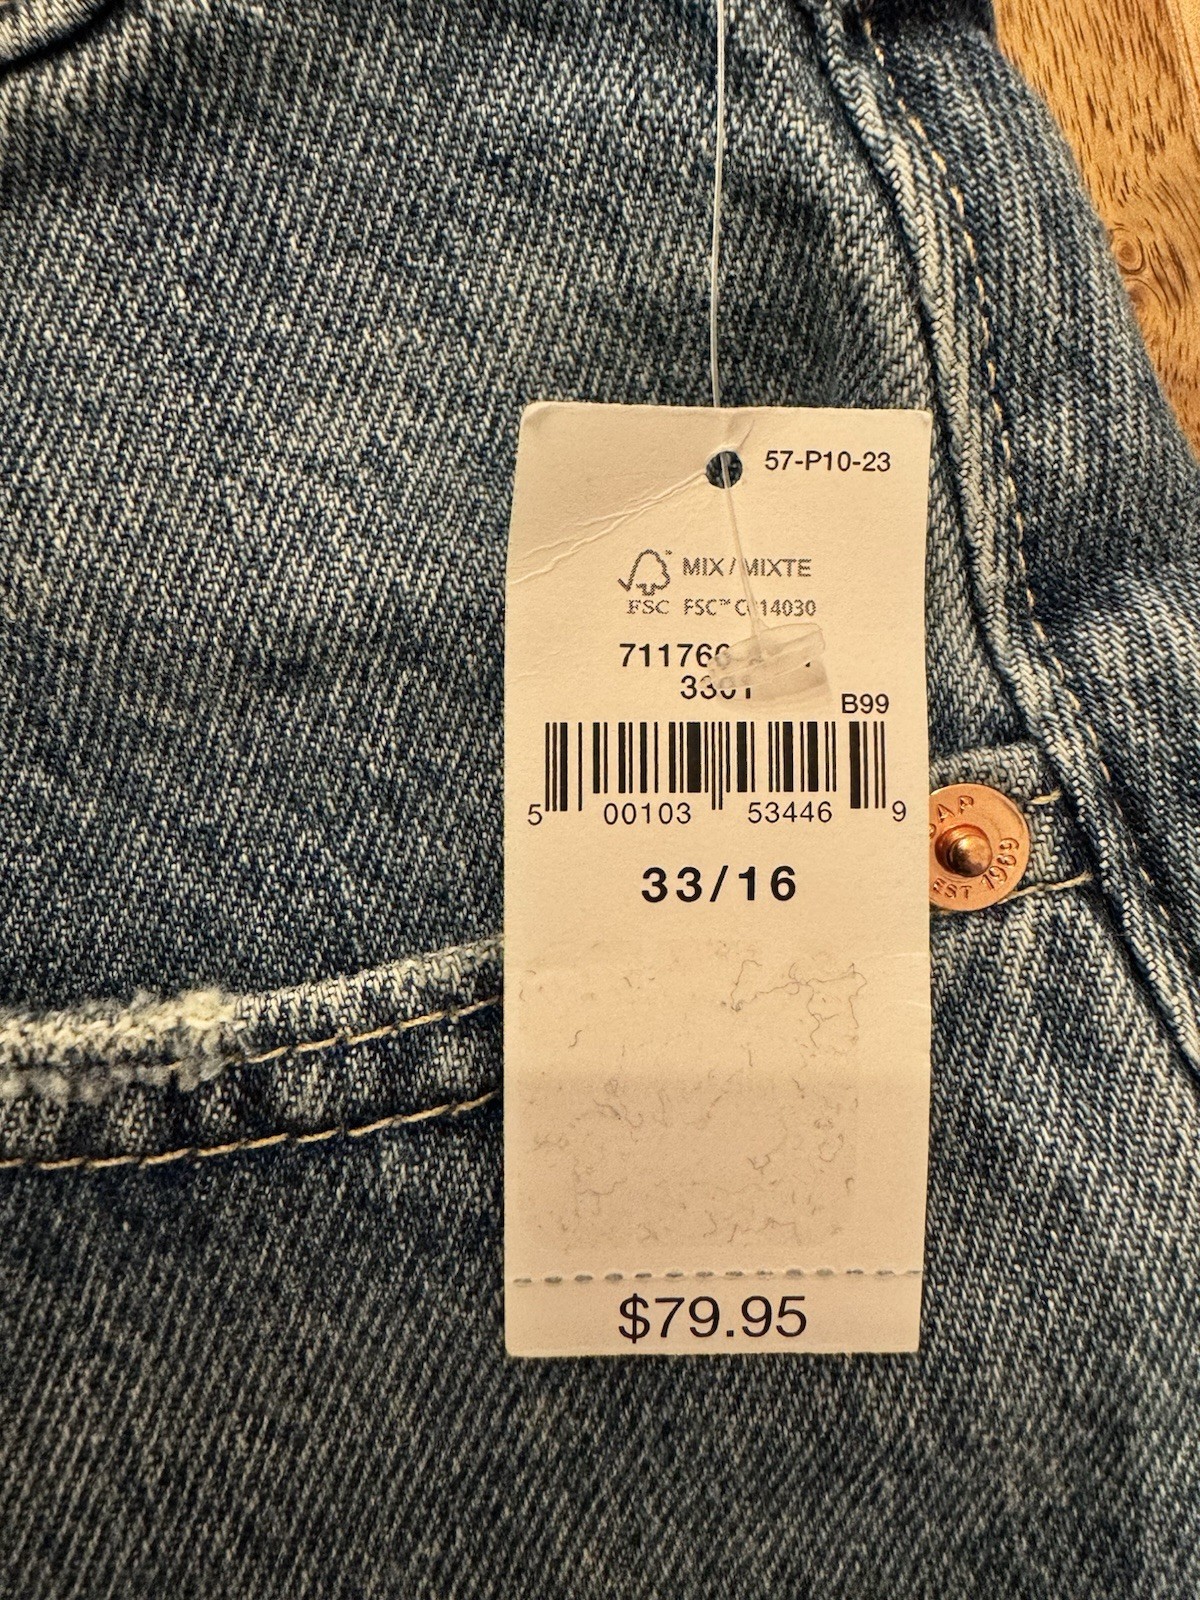 57-P10-23
MIX / MIXTE
FSC FSC™
B99
5 00103 53446 9
33/16
GAP
EST 1969
$79.95